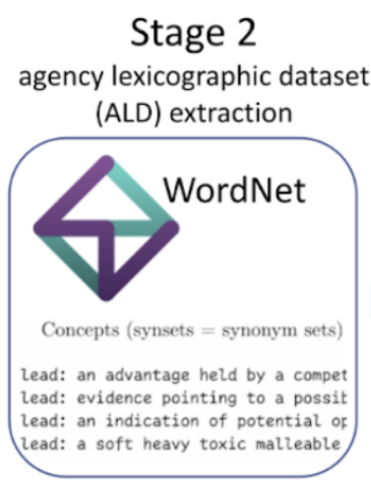 Stage 2
agency lexicographic dataset
(ALD) extraction
WordNet
Concepts (synsets = synonym sets)
lead: an advantage held by a compet
lead: evidence pointing to a possib
lead: an indication of potential op
lead: a soft heavy toxic malleable